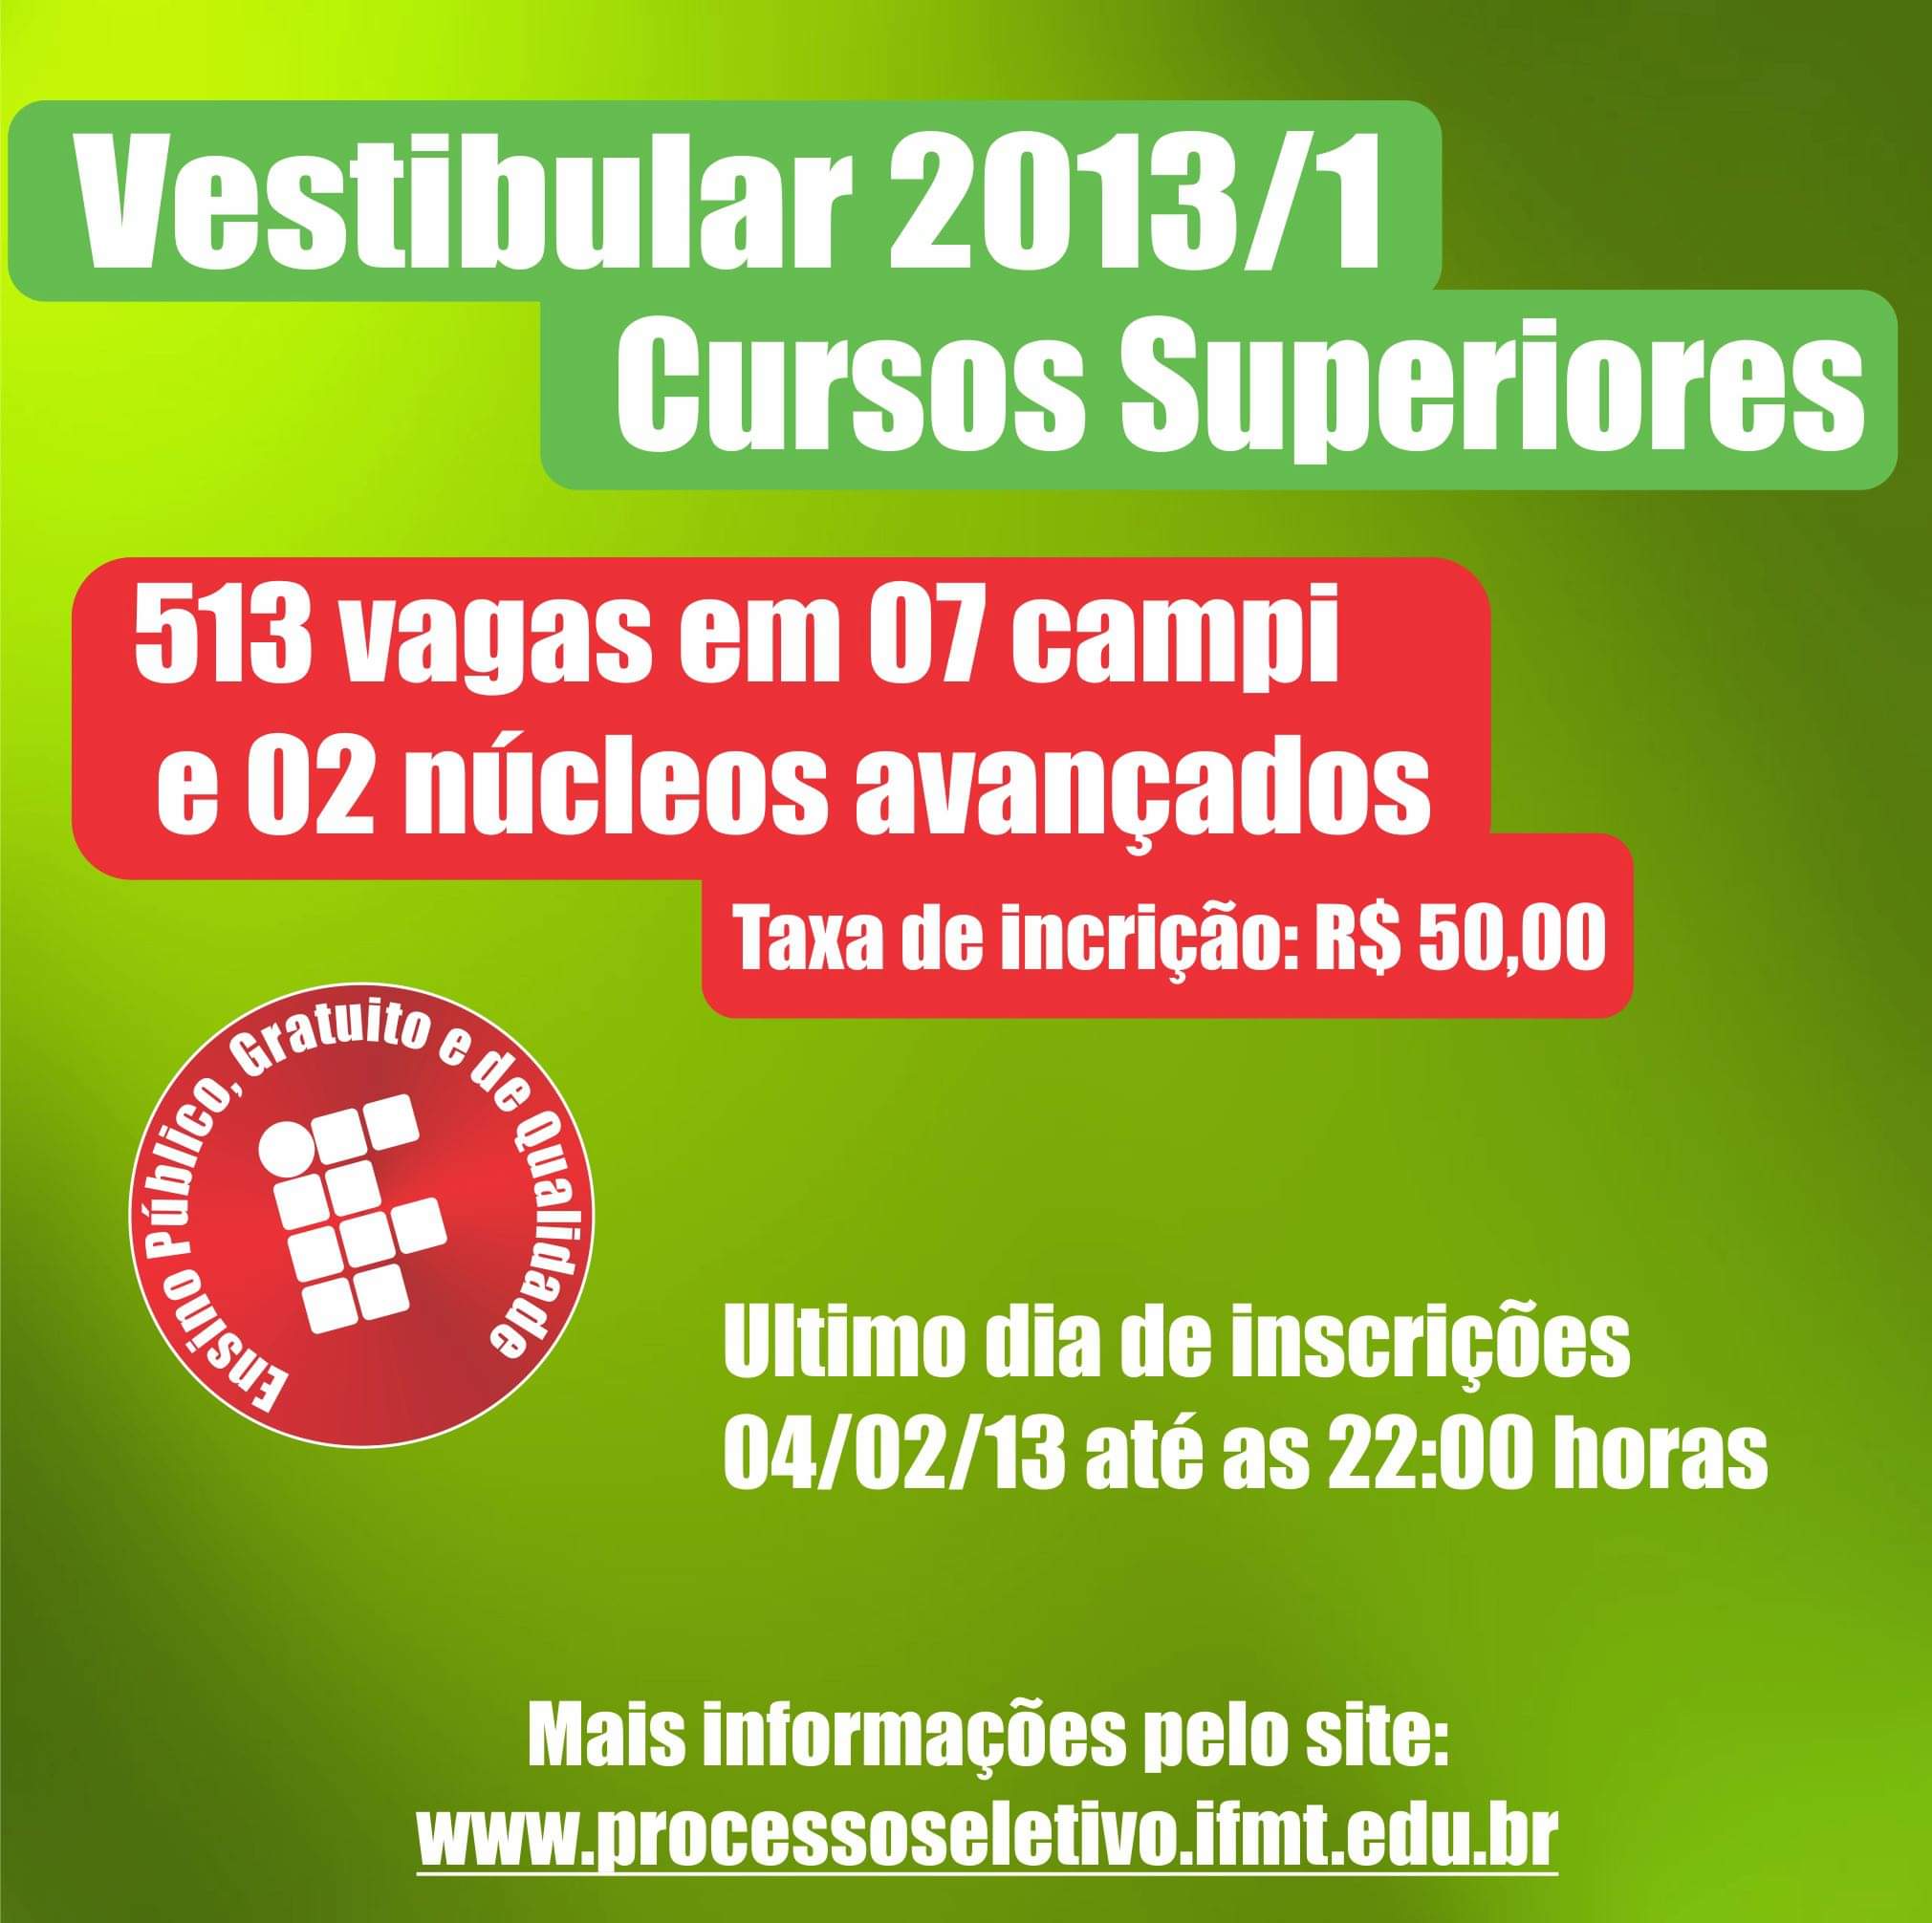 Vestibular 2013/1
Cursos Superiores
513 vagas em 07 campi
e 02 núcleos avançados
Taxa de incrição: R$ 50,00
Ensino Público, Gratuito e de Qualidade
Ultimo dia de inscrições
04/02/13 até as 22:00 horas
Mais informações pelo site:
www.processoseletivo.ifmt.edu.br